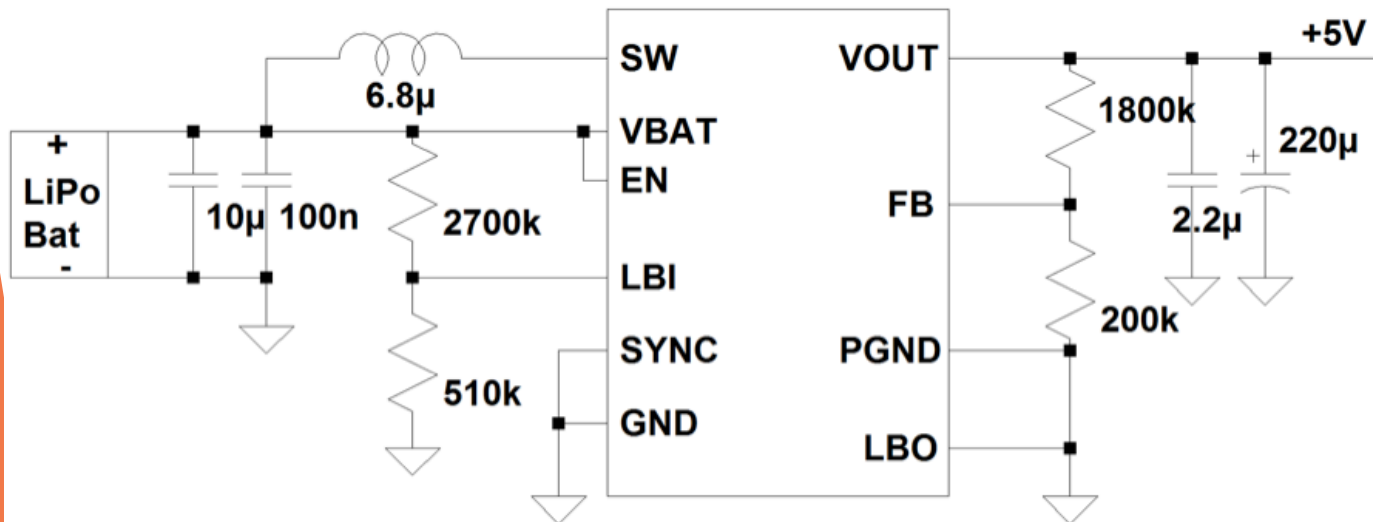 +5V
SW
VOUT
6.8µ
1800k
+
VBAT
220µ
+
LiPo
EN
Bat
10µ
100n
2700k
FB
2.2µ
-
LBI
200k
SYNC
PGND
510k
GND
LBO